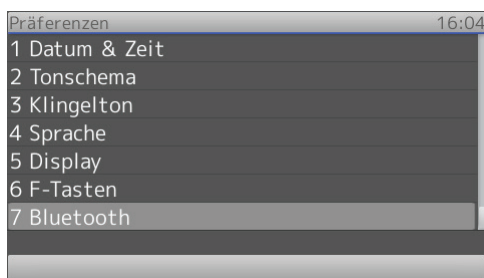 Präferenzen 16:04
1 Datum & Zeit
2 Tonschema
3 Klingelton
4 Sprache
5 Display
6 F-Tasten
7 Bluetooth